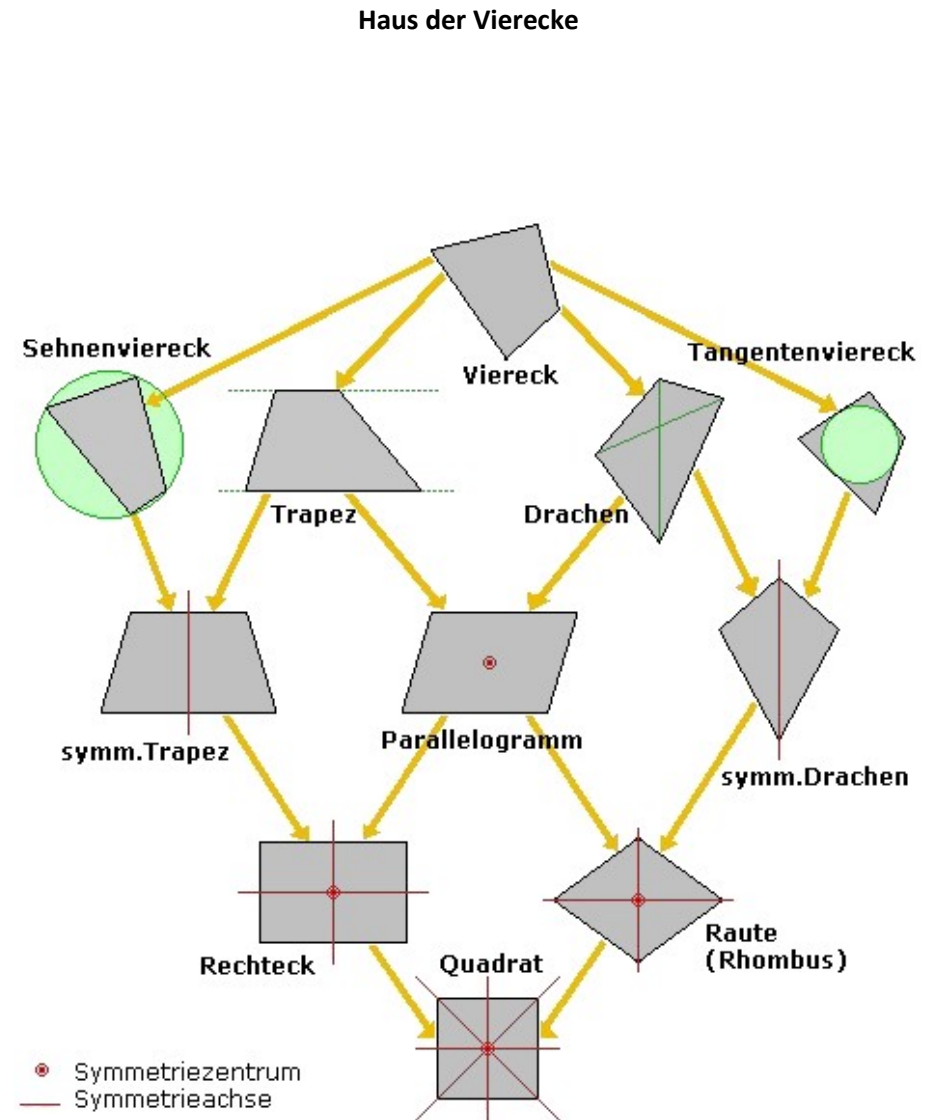 Haus der Vierecke
Sehnenviereck
Viereck
Tangentenviereck
Trapez
Drachen
symm.Trapez
Parallelogramm
symm.Drachen
Rechteck
Quadrat
Raute
(Rhombus)
Symmetriezentrum
Symmetrieachse